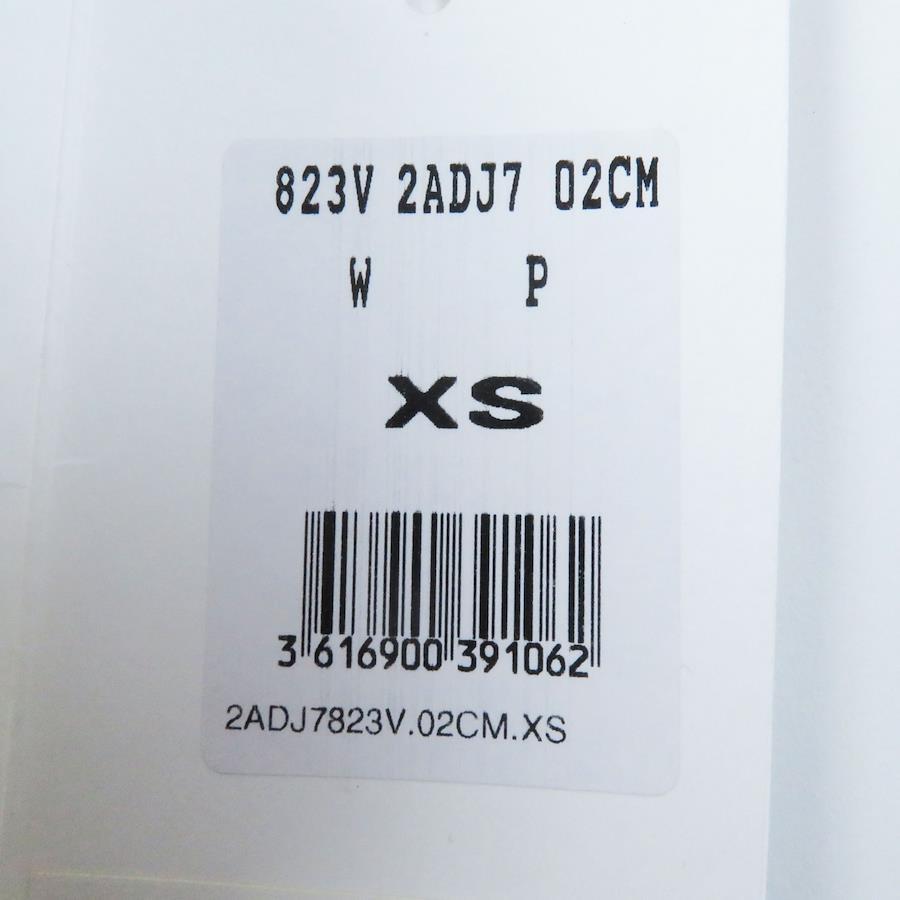 823V 2ADJ7 02CM
W P
XS
3 616900 391062
2ADJ7823V.02CM.XS